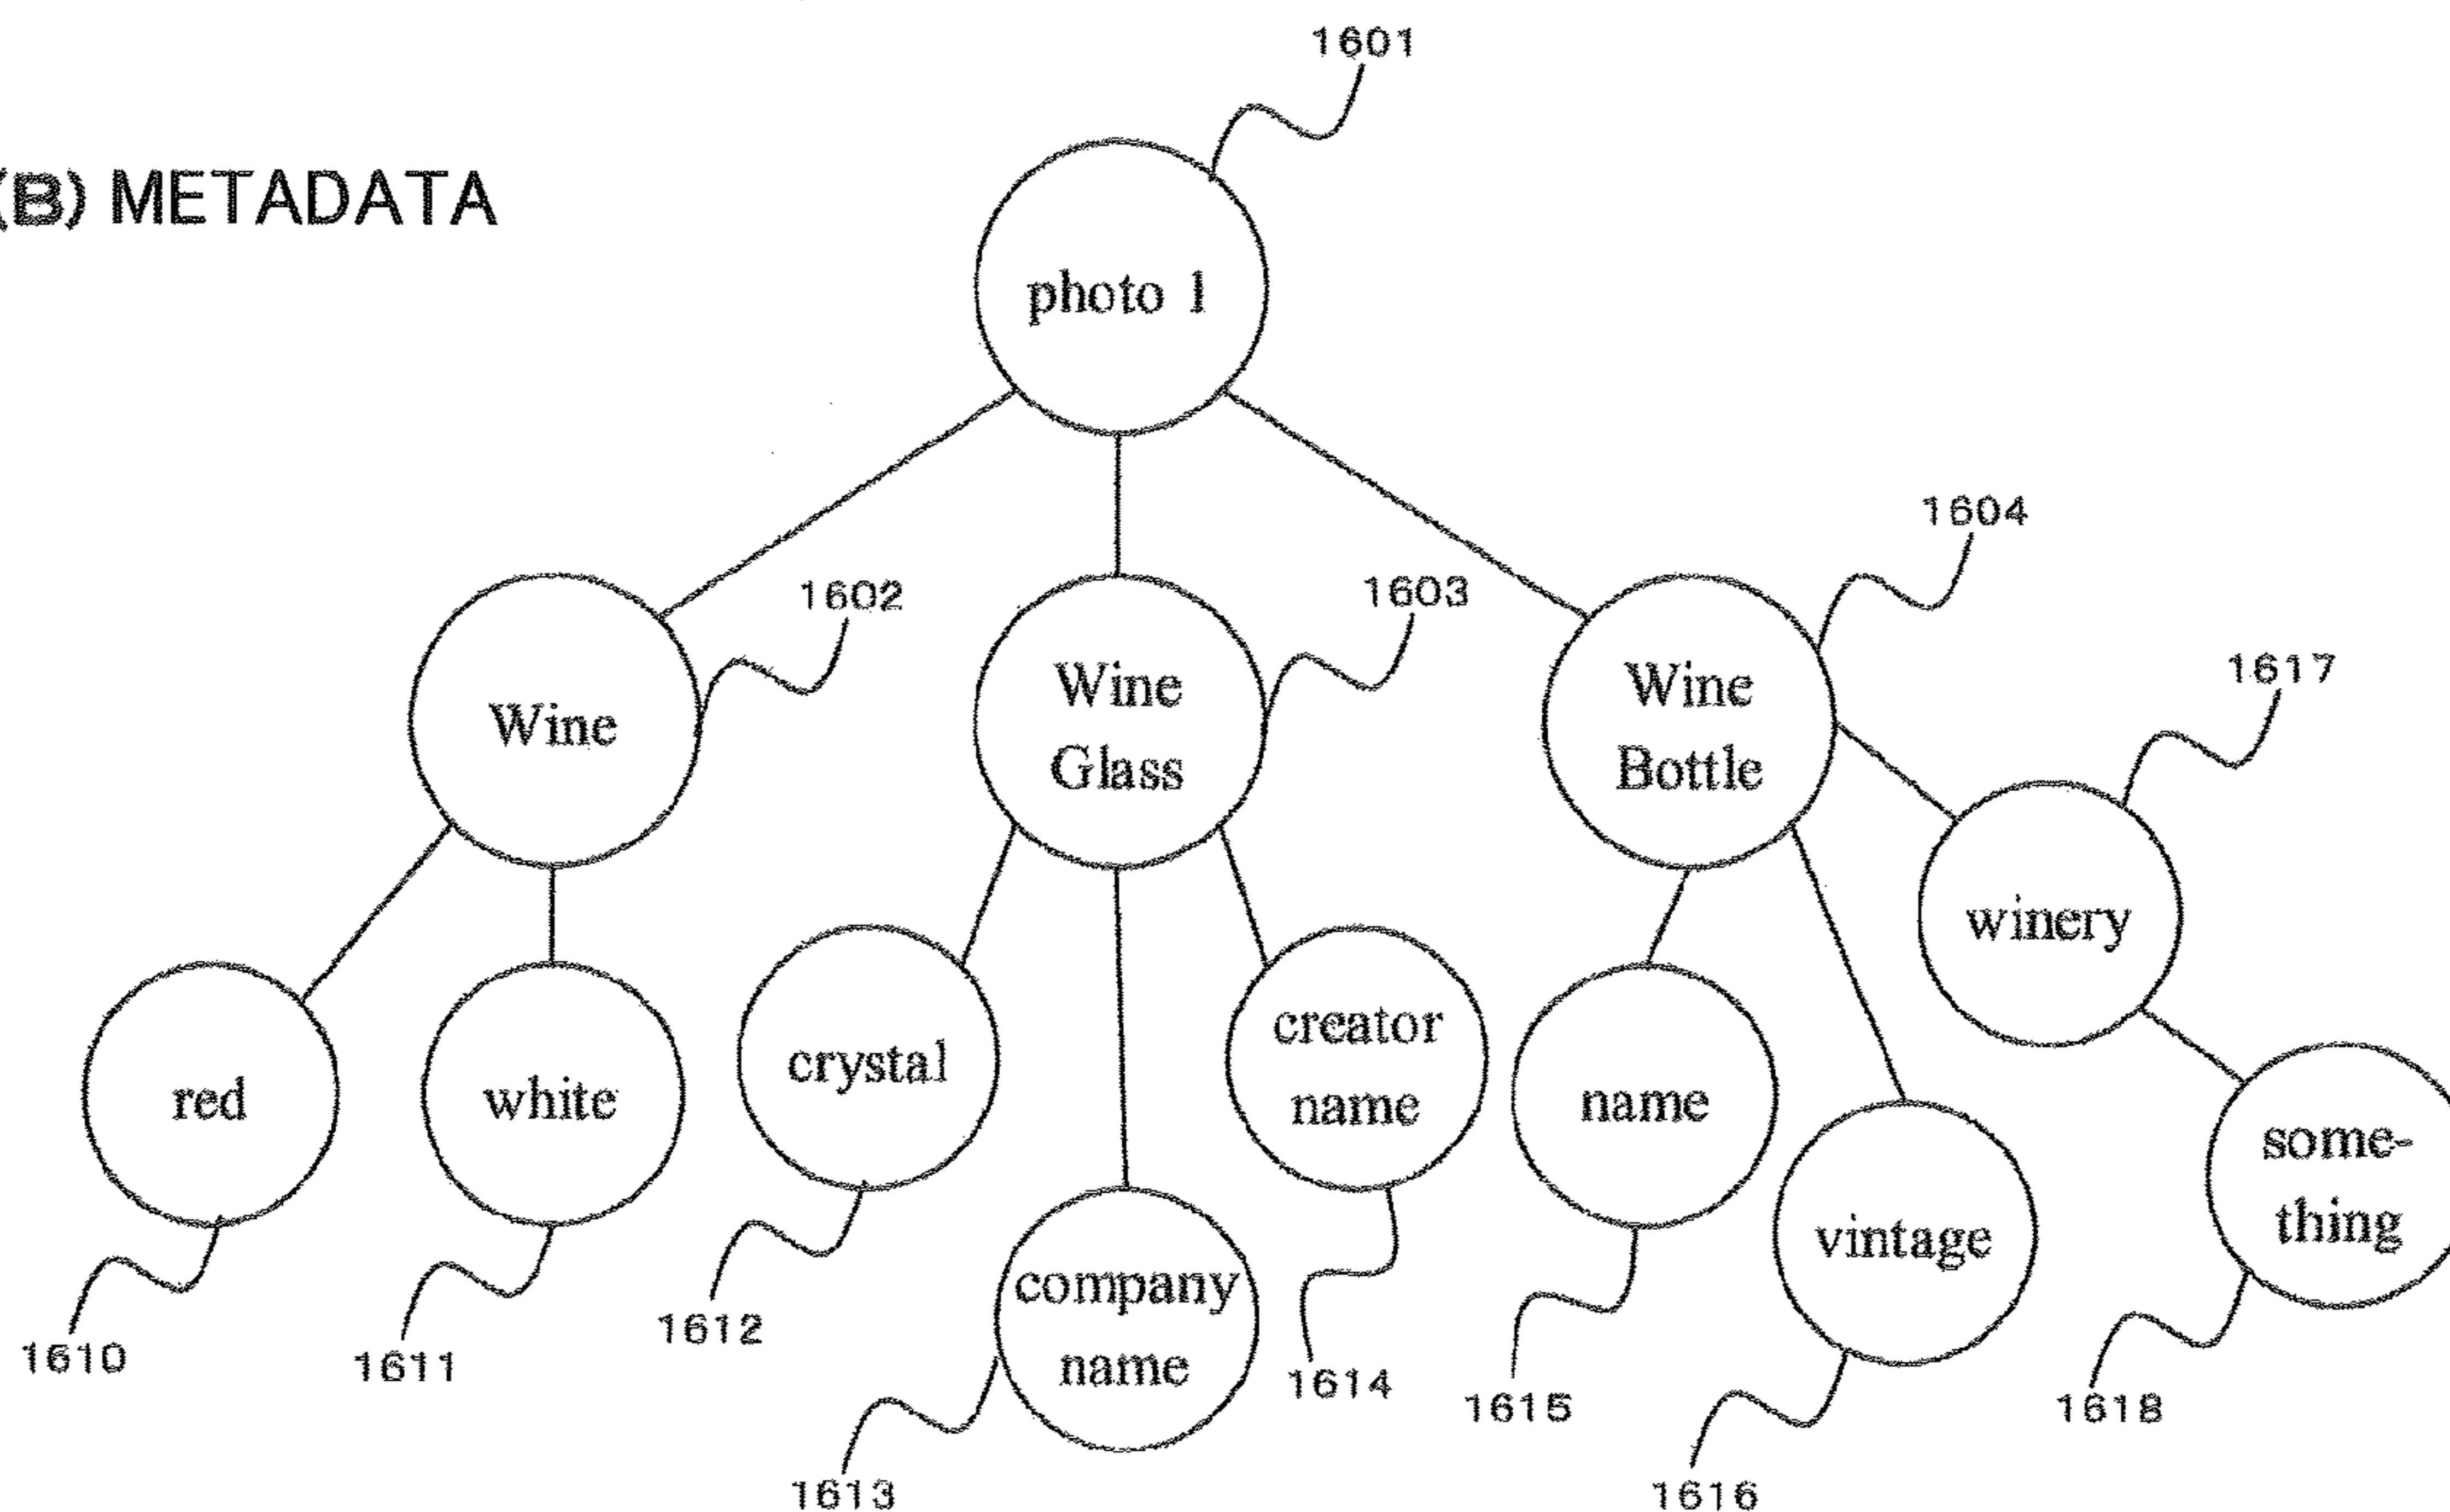 1601
(B) METADATA
photo 1
1604
1602
1603
1617
Wine
Wine
Glass
Wine
Bottle
winery
red
white
crystal
creator
name
name
vintage
some-
thing
company
name
1610
1611
1612
1613
1614
1615
1616
1618